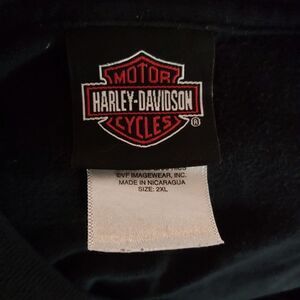 MOTOR
HARLEY-DAVIDSON
CYCLES
®
©VF IMAGEWEAR, INC.
MADE IN NICARAGUA
SIZE: 2XL